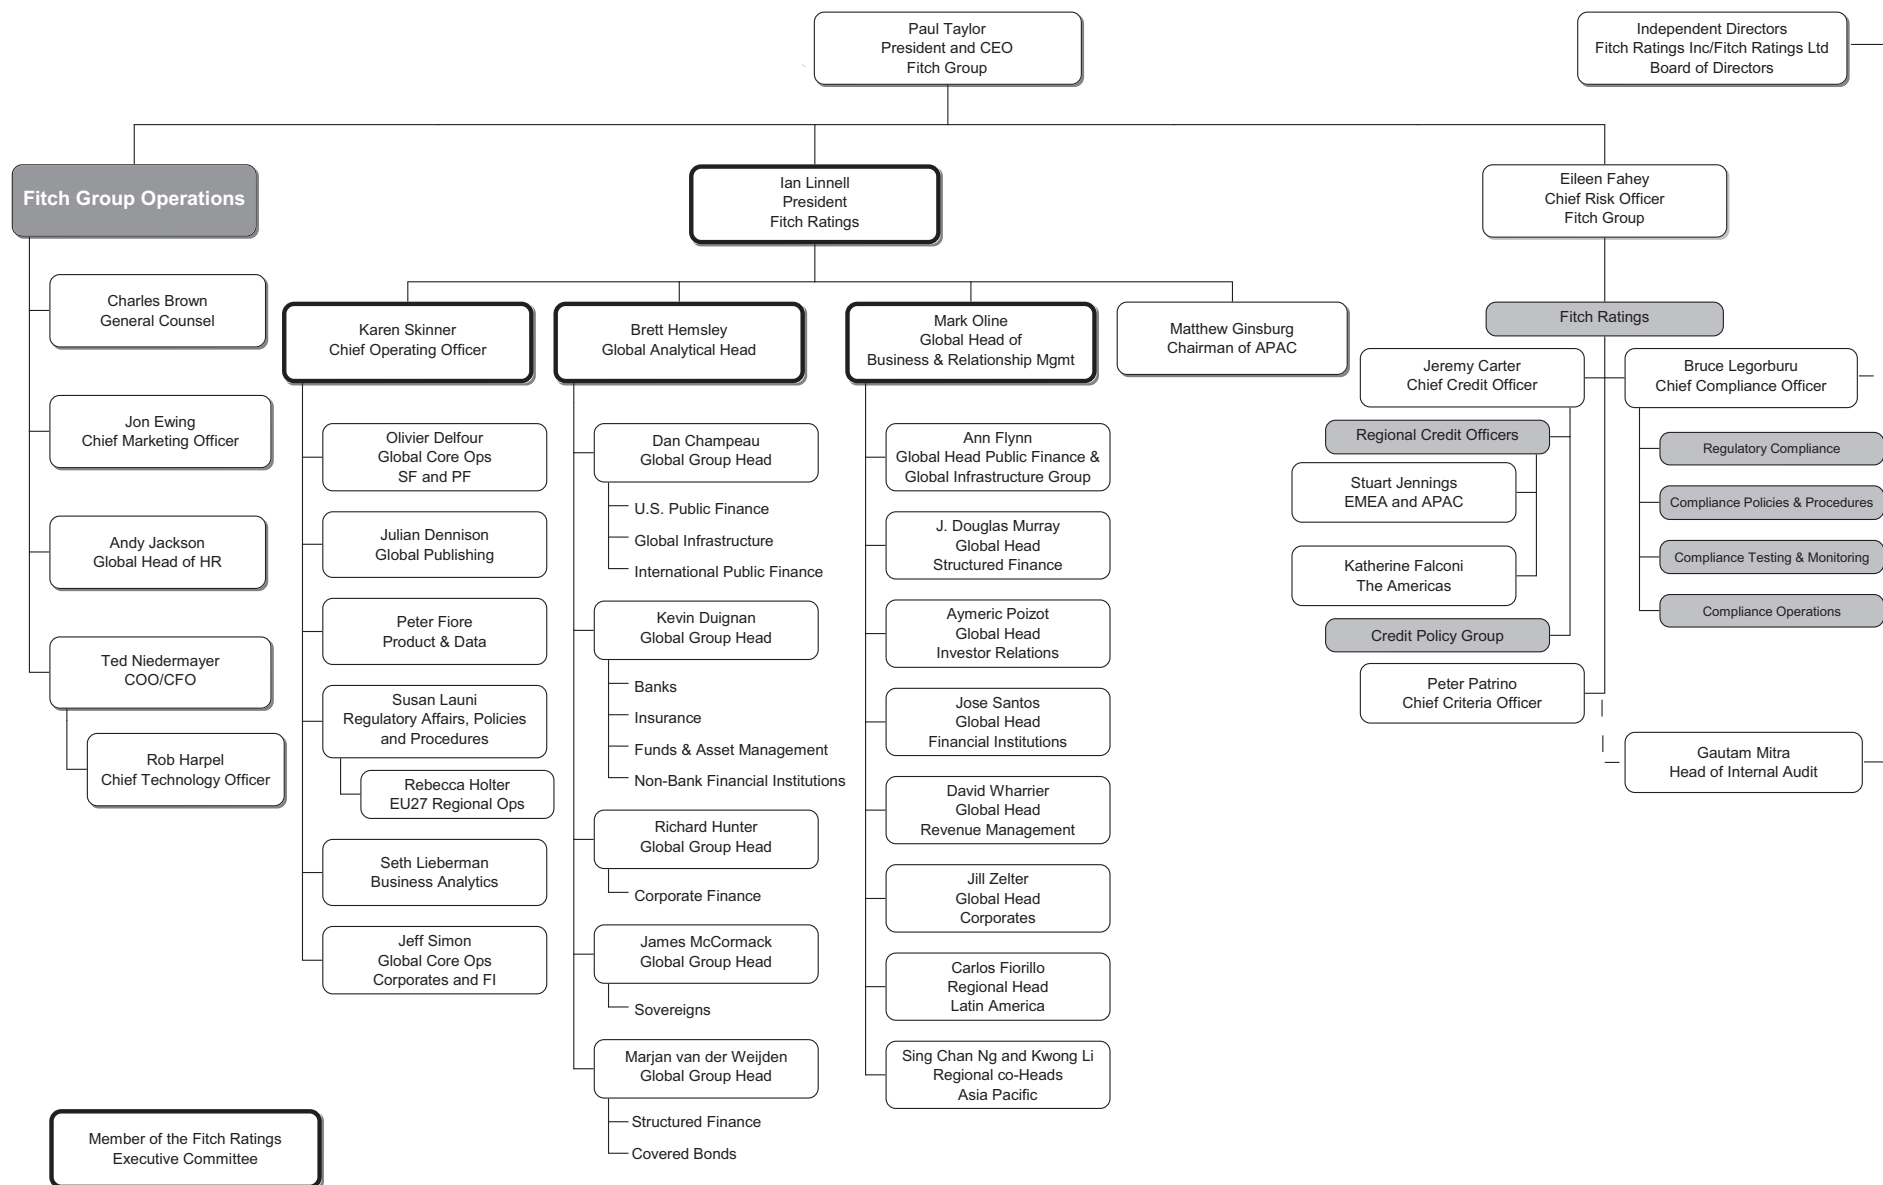 Paul Taylor
President and CEO
Fitch Group
Independent Directors
Fitch Ratings Inc/Fitch Ratings Ltd
Board of Directors
Fitch Group Operations
Charles Brown
General Counsel
Jon Ewing
Chief Marketing Officer
Andy Jackson
Global Head of HR
Ted Niedermayer
COO/CFO
Rob Harpel
Chief Technology Officer
Ian Linnell
President
Fitch Ratings
Karen Skinner
Chief Operating Officer
Olivier Delfour
Global Core Ops
SF and PF
Julian Dennison
Global Publishing
Peter Fiore
Product & Data
Susan Launi
Regulatory Affairs, Policies
and Procedures
Rebecca Holter
EU27 Regional Ops
Seth Lieberman
Business Analytics
Jeff Simon
Global Core Ops
Corporates and FI
Brett Hemsley
Global Analytical Head
Dan Champeau
Global Group Head
U.S. Public Finance
Global Infrastructure
International Public Finance
Kevin Duignan
Global Group Head
Banks
Insurance
Funds & Asset Management
Non-Bank Financial Institutions
Richard Hunter
Global Group Head
Corporate Finance
James McCormack
Global Group Head
Sovereigns
Marjan van der Weijden
Global Group Head
Structured Finance
Covered Bonds
Mark Oline
Global Head of
Business & Relationship Mgmt
Ann Flynn
Global Head Public Finance &
Global Infrastructure Group
J. Douglas Murray
Global Head
Structured Finance
Aymeric Poizot
Global Head
Investor Relations
Jose Santos
Global Head
Financial Institutions
David Wharrier
Global Head
Revenue Management
Jill Zelter
Global Head
Corporates
Carlos Fiorillo
Regional Head
Latin America
Sing Chan Ng and Kwong Li
Regional co-Heads
Asia Pacific
Matthew Ginsburg
Chairman of APAC
Eileen Fahey
Chief Risk Officer
Fitch Group
Fitch Ratings
Jeremy Carter
Chief Credit Officer
Regional Credit Officers
Stuart Jennings
EMEA and APAC
Katherine Falconi
The Americas
Credit Policy Group
Peter Patrino
Chief Criteria Officer
Bruce Legorburu
Chief Compliance Officer
Regulatory Compliance
Compliance Policies & Procedures
Compliance Testing & Monitoring
Compliance Operations
Gautam Mitra
Head of Internal Audit
Member of the Fitch Ratings
Executive Committee